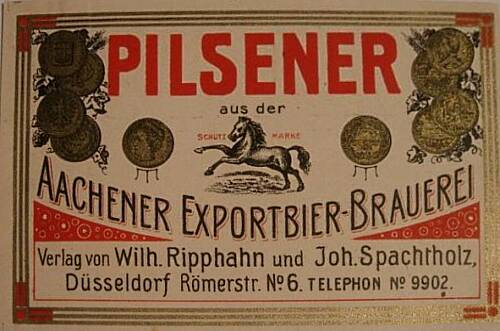 PILSENER
aus der
SCHUTZ MARKE
AACHENER EXPORTBIER-BRAUEREI
Verlag von Wilh. Ripphahn und Joh. Spachtholz,
Düsseldorf Römerstr. No 6. TELEPHON No 9902.